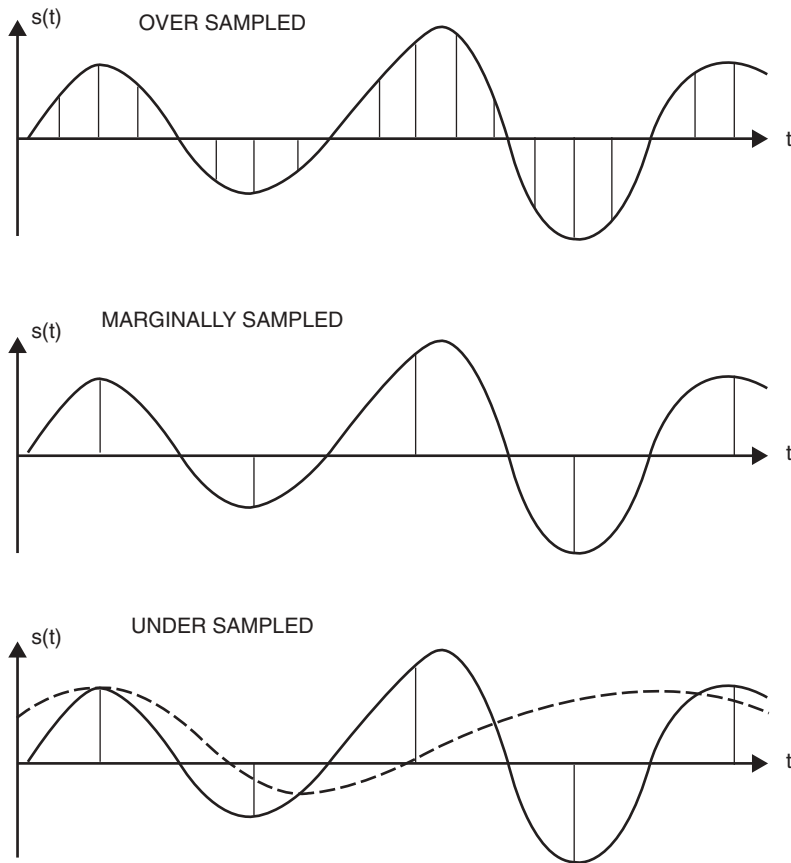 s(t)
OVER SAMPLED
t
MARGINALLY SAMPLED
s(t)
t
UNDER SAMPLED
s(t)
t